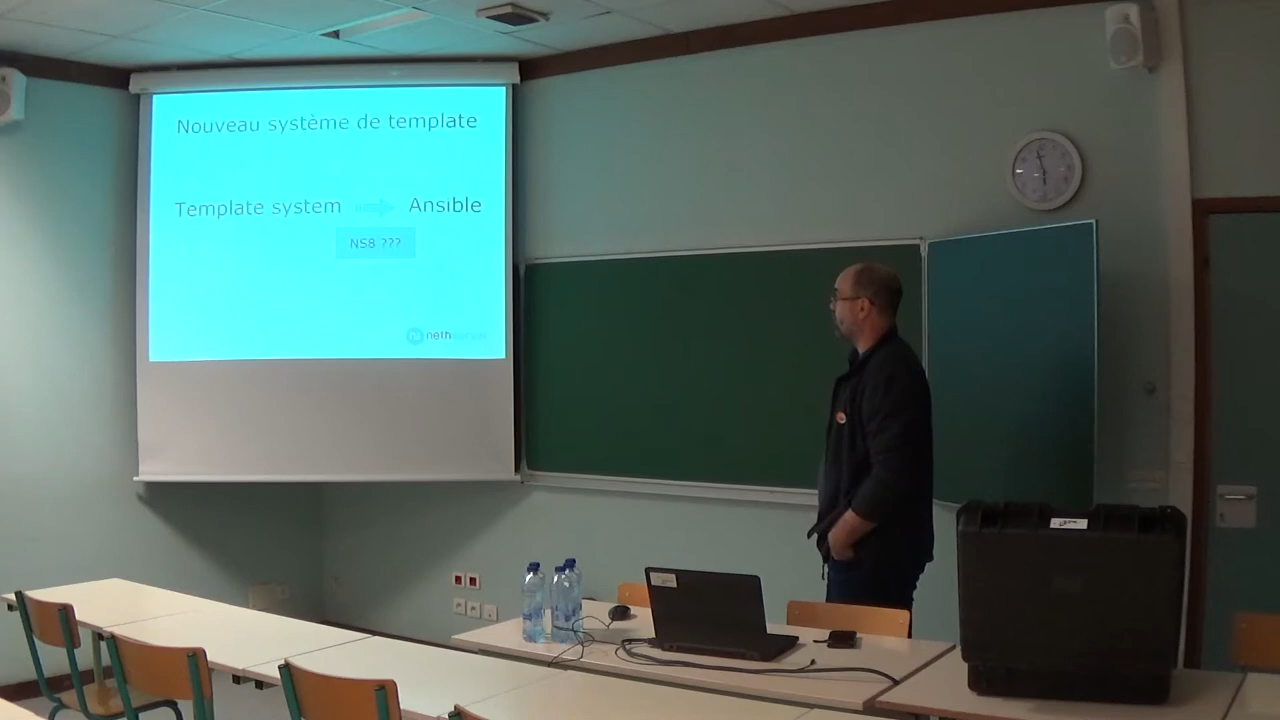 Nouveau système de template
Template system Ansible
NS8 ???
nethserver